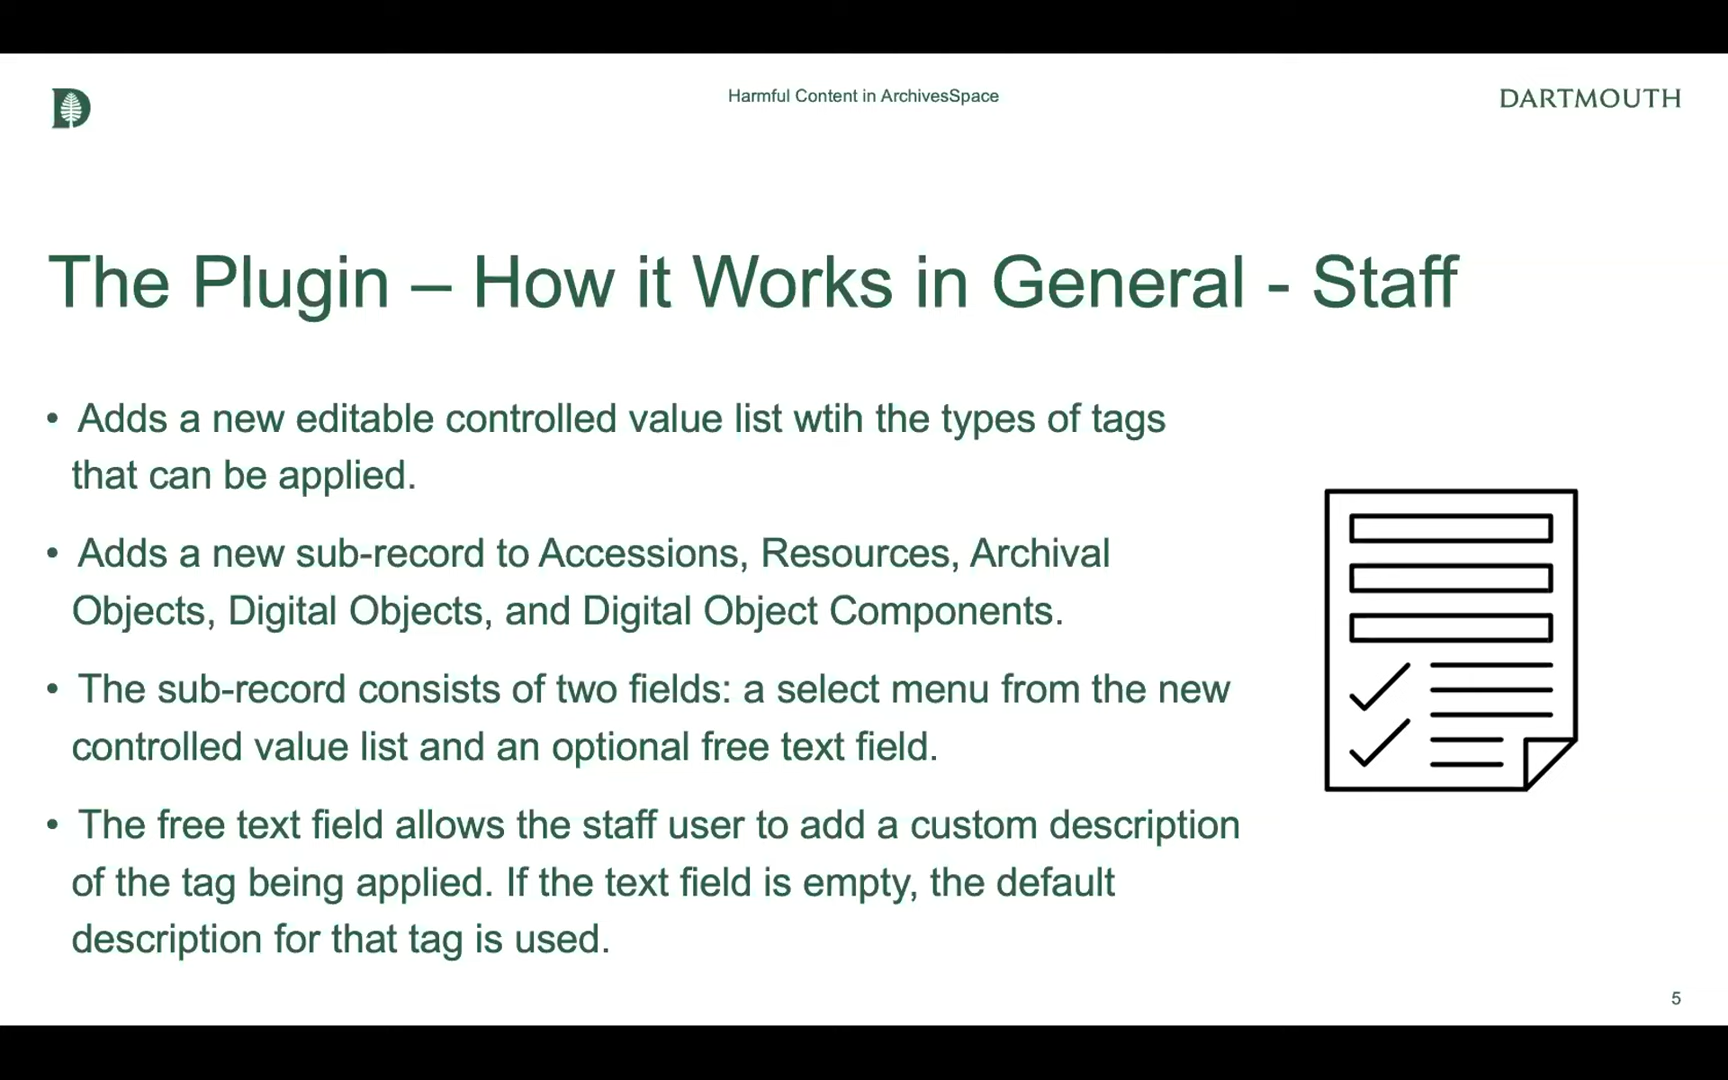 Harmful Content in ArchivesSpace
DARTMOUTH
The Plugin – How it Works in General - Staff
• Adds a new editable controlled value list wtih the types of tags
that can be applied.
• Adds a new sub-record to Accessions, Resources, Archival
Objects, Digital Objects, and Digital Object Components.
• The sub-record consists of two fields: a select menu from the new
controlled value list and an optional free text field.
• The free text field allows the staff user to add a custom description
of the tag being applied. If the text field is empty, the default
description for that tag is used.
5